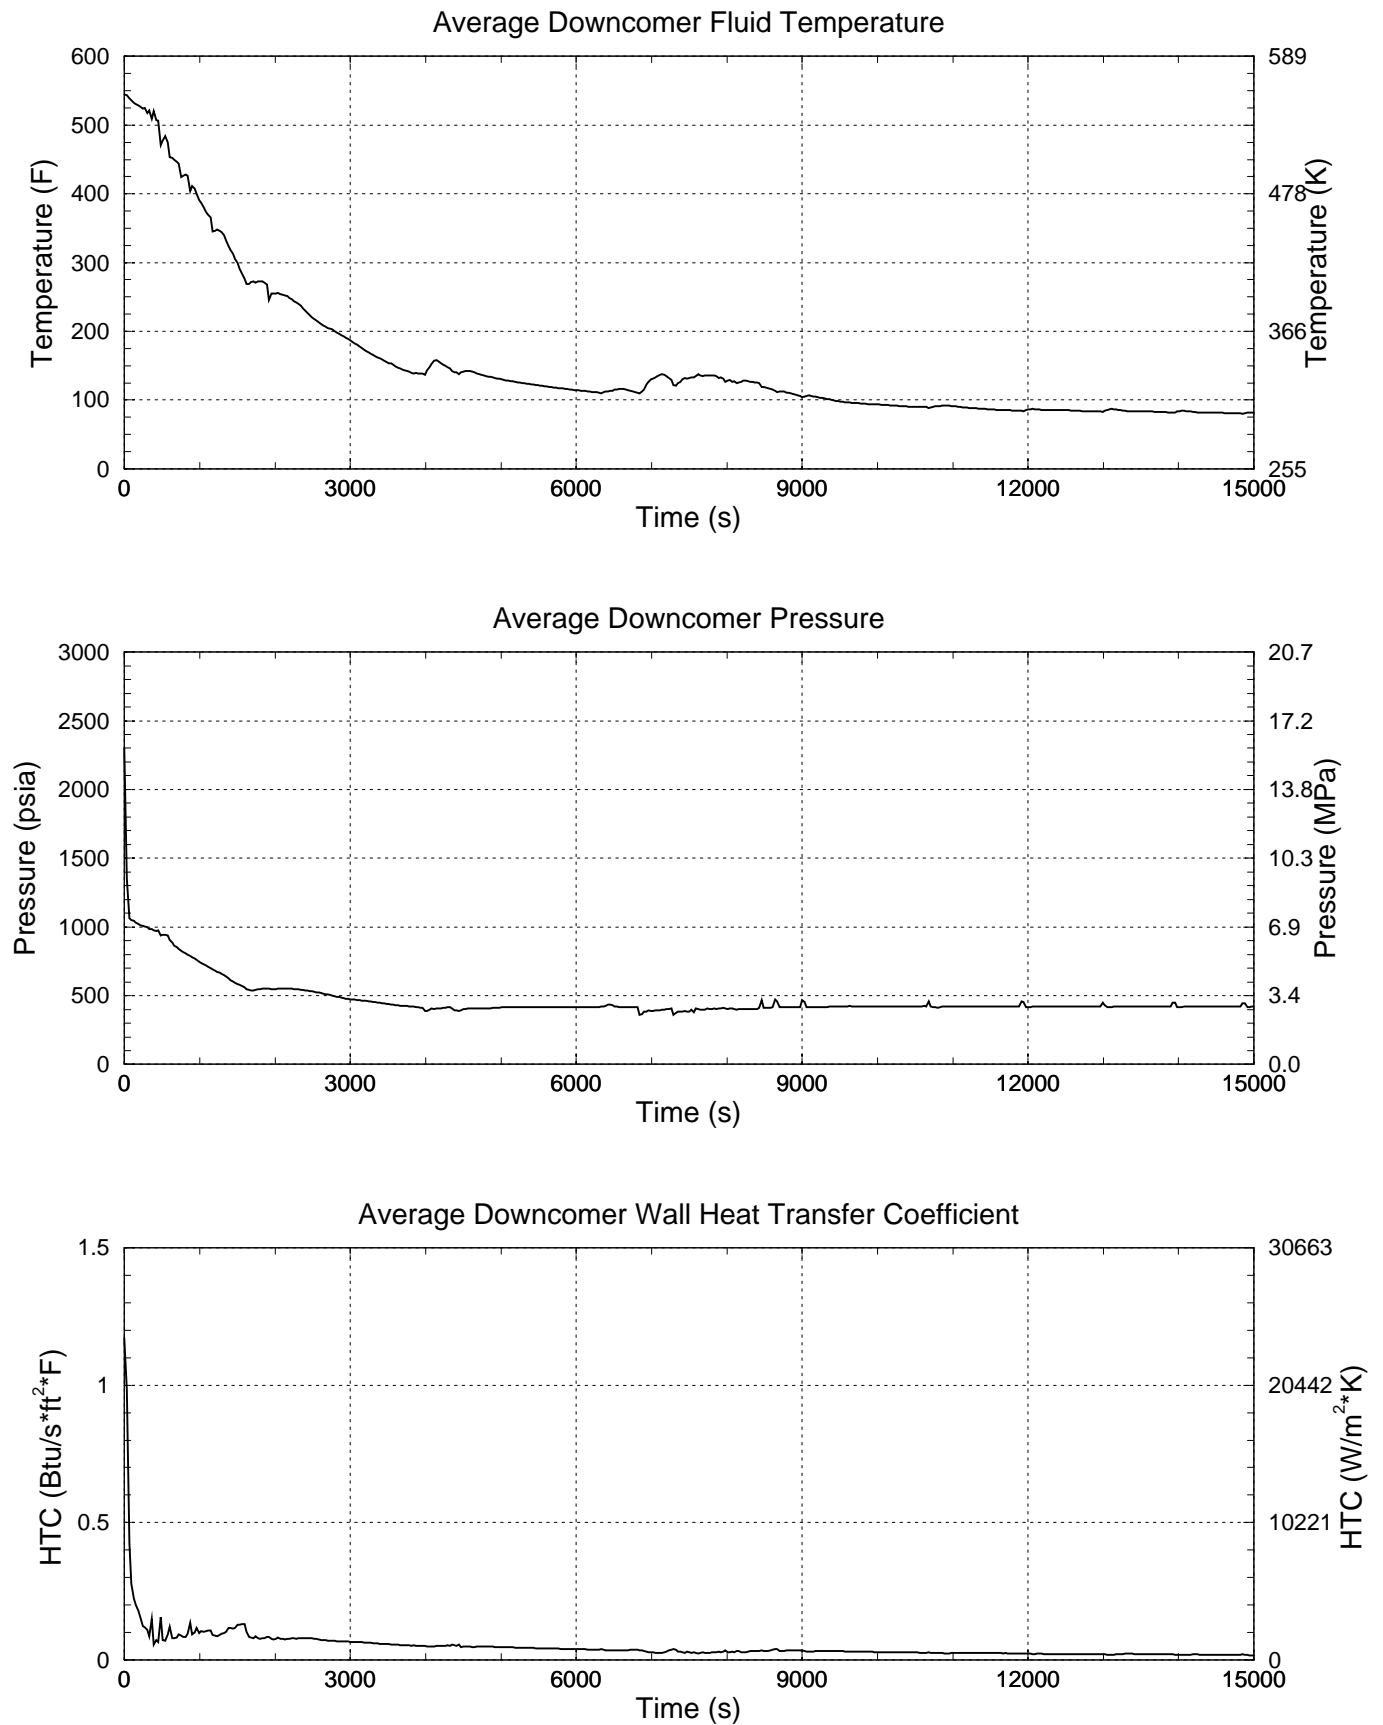 Average Downcomer Fluid Temperature
600 589
500
400 478
300
200 366
100
0 255
Temperature (F)
Temperature (K)
0 3000 6000 9000 12000 15000
Time (s)
Average Downcomer Pressure
3000 20.7
2500 17.2
2000 13.8
1500 10.3
1000 6.9
500 3.4
0 0.0
Pressure (psia)
Pressure (MPa)
0 3000 6000 9000 12000 15000
Time (s)
Average Downcomer Wall Heat Transfer Coefficient
1.5 30663
1 20442
0.5 10221
0 0
HTC (Btu/s*ft²*F)
HTC (W/m²*K)
0 3000 6000 9000 12000 15000
Time (s)